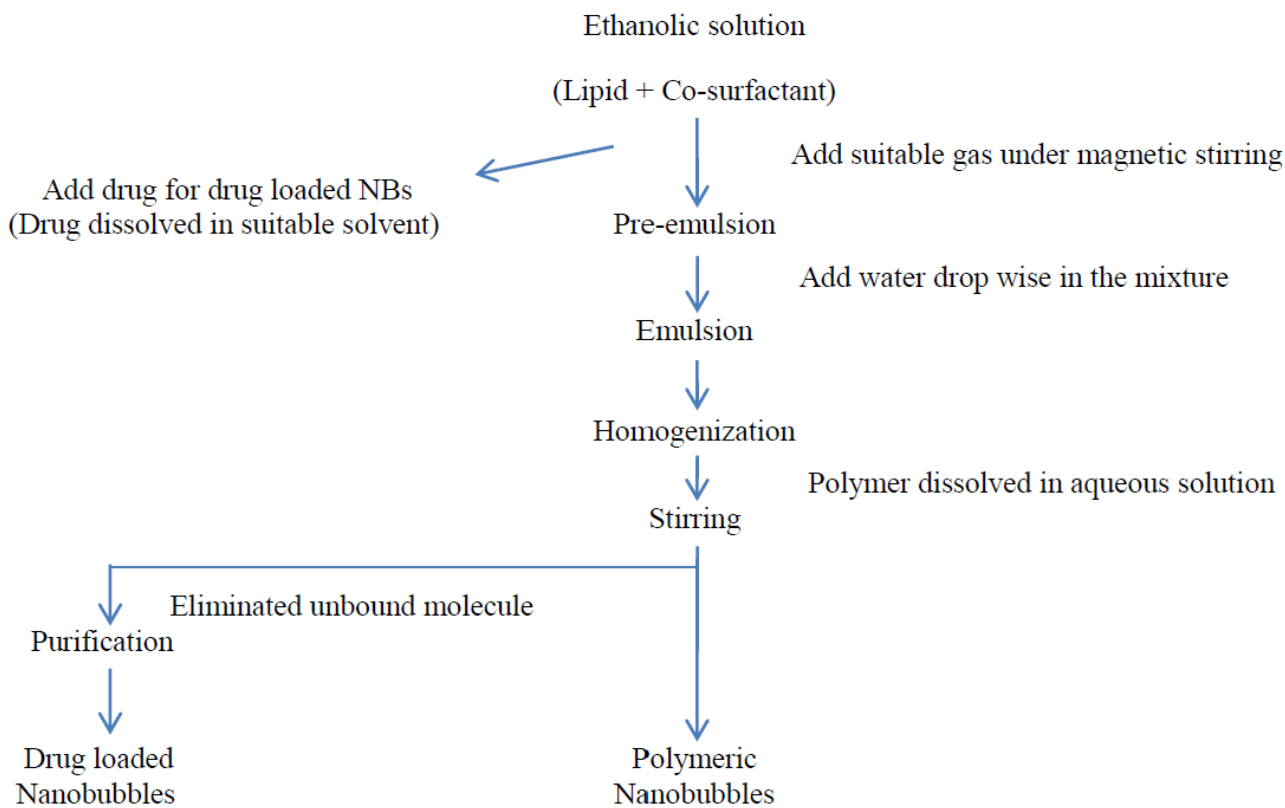 Ethanolic solution
(Lipid + Co-surfactant)
Add suitable gas under magnetic stirring
Add drug for drug loaded NBs
(Drug dissolved in suitable solvent)
Pre-emulsion
Add water drop wise in the mixture
Emulsion
Homogenization
Polymer dissolved in aqueous solution
Stirring
Eliminated unbound molecule
Purification
Drug loaded
Nanobubbles
Polymeric
Nanobubbles